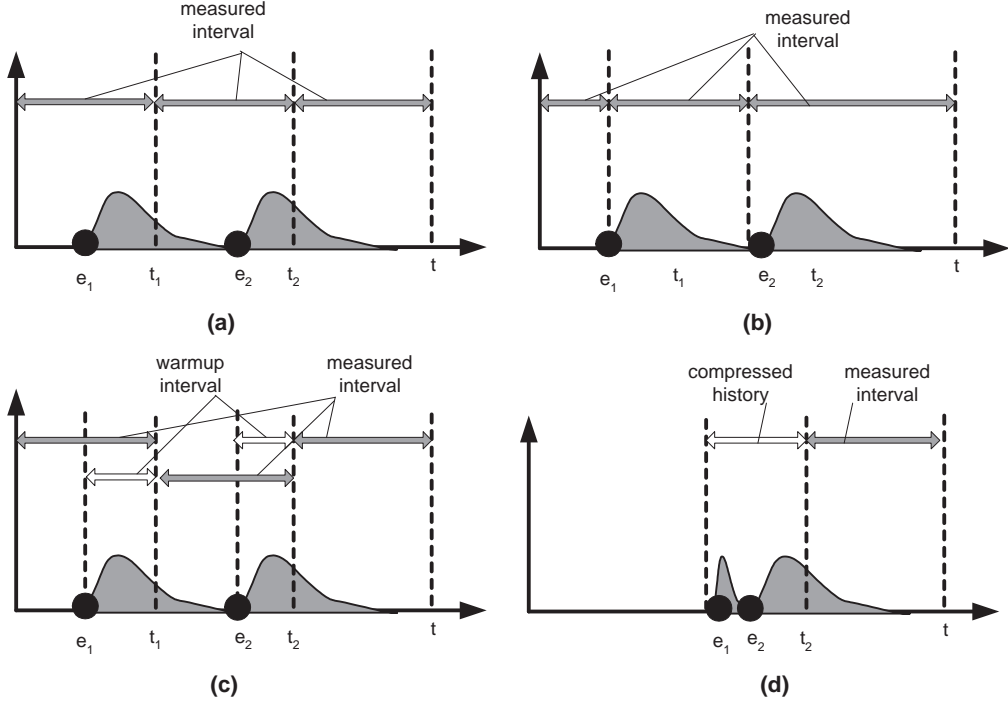 measured
interval
e1 t1 e2 t2 t
(a)
measured
interval
e1 t1 e2 t2 t
(b)
warmup
interval
measured
interval
e1 t1 e2 t2 t
(c)
compressed
history
measured
interval
e1 e2 t2 t
(d)